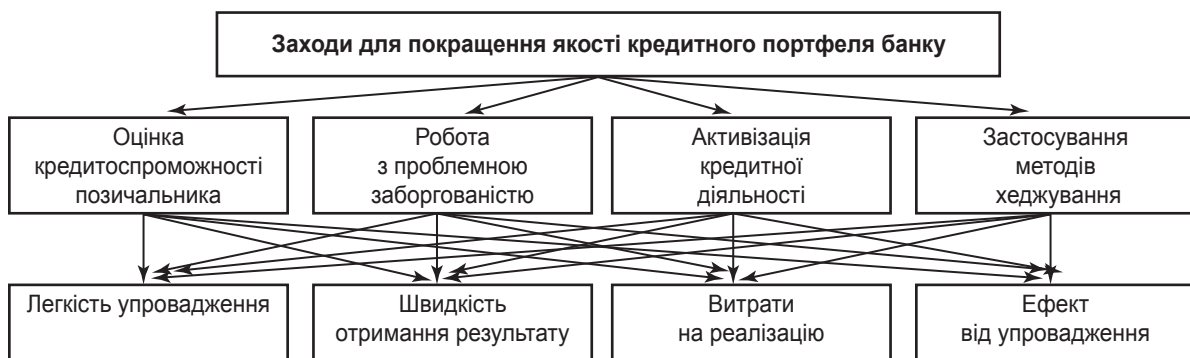 Заходи для покращення якості кредитного портфеля банку
Оцінка
кредитоспроможності
позичальника
Робота
з проблемною
заборгованістю
Активізація
кредитної
діяльності
Застосування
методів
хеджування
Легкість упровадження
Швидкість
отримання результату
Витрати
на реалізацію
Ефект
від упровадження